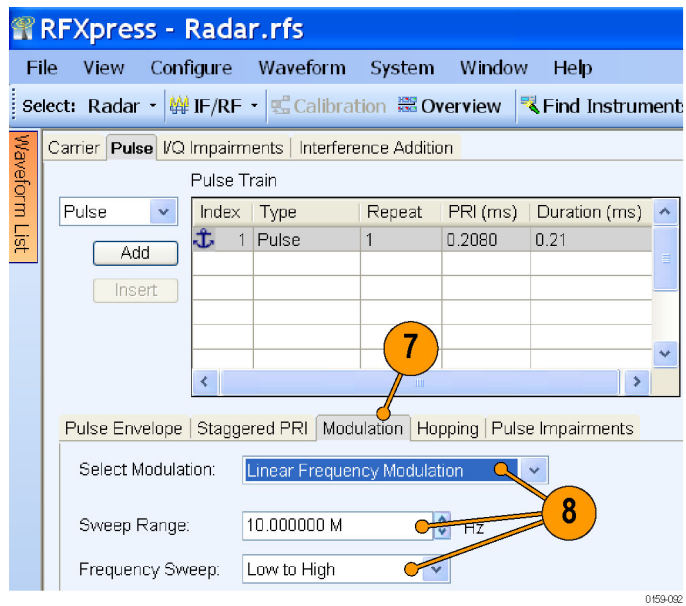 RFXpress - Radar.rfs
File View Configure Waveform System Window Help
Select: Radar IF/RF Calibration Overview Find Instrument
Waveform List
Carrier Pulse I/Q Impairments Interference Addition
Pulse Train
Pulse
Add
Insert
Index Type Repeat PRI (ms) Duration (ms)
1 Pulse 1 0.2080 0.21
7
Pulse Envelope Staggered PRI Modulation Hopping Pulse Impairments
Select Modulation: Linear Frequency Modulation
8
Sweep Range: 10.000000 M Hz
Frequency Sweep: Low to High
0159-092